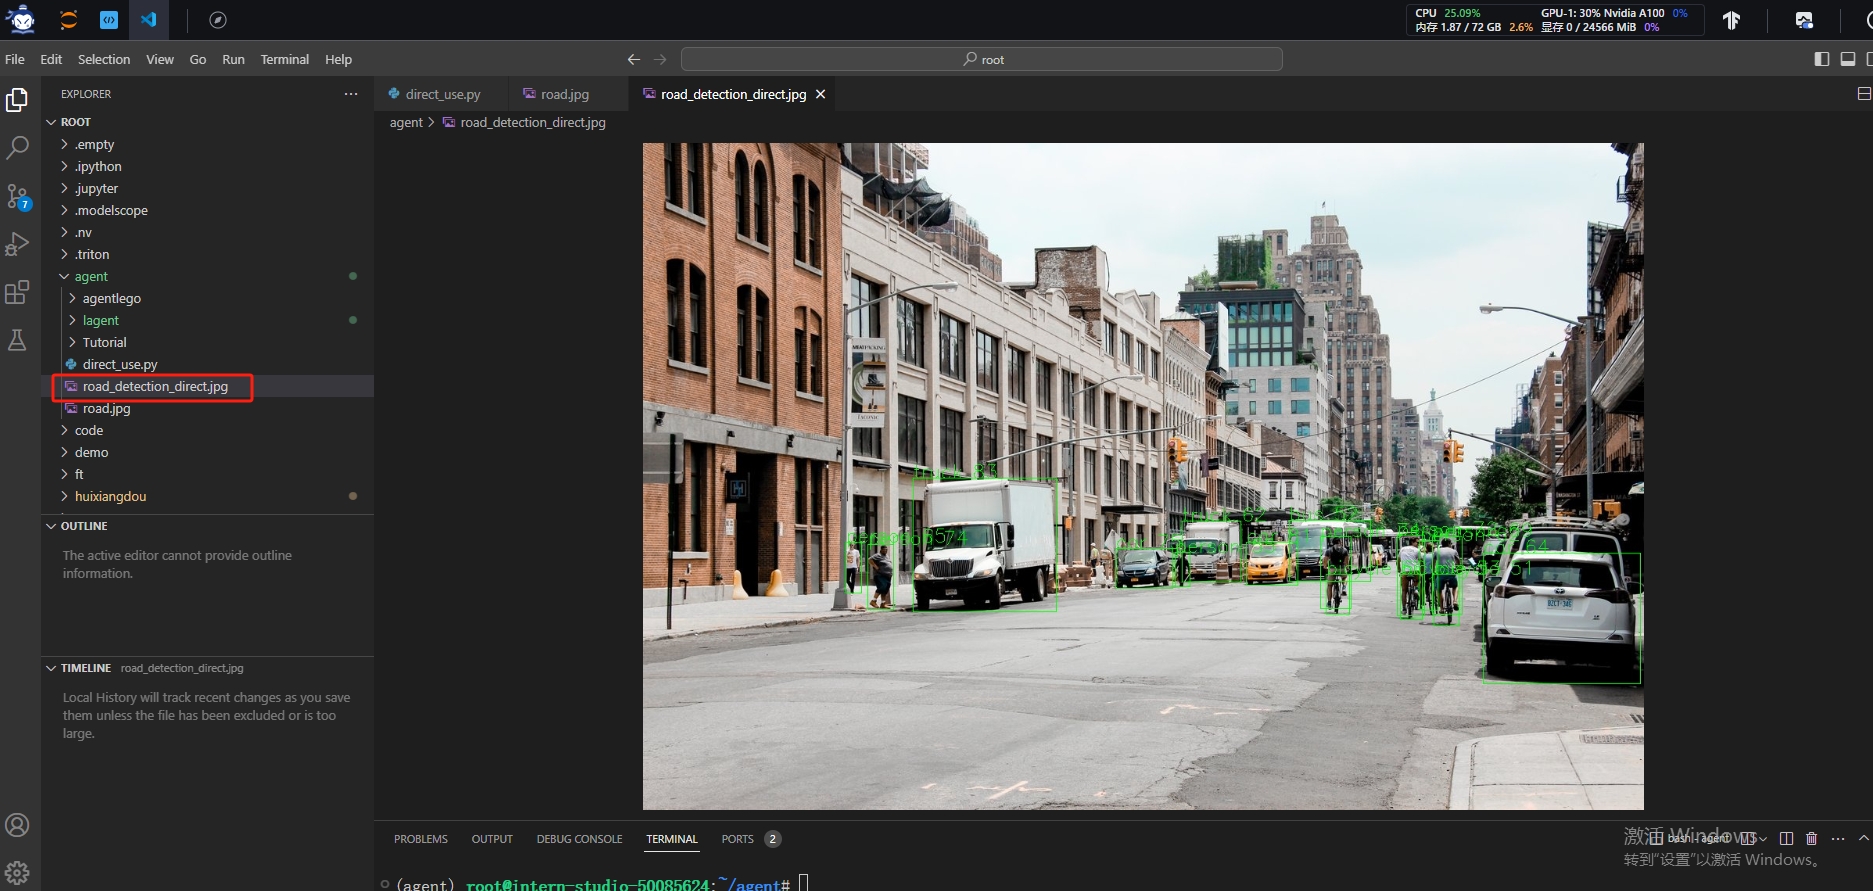 CPU 25.09% GPU-1: 30% Nvidia A100 0%
内存 1.87 / 72 GB 2.6% 显存 0 / 24566 MiB 0%
File Edit Selection View Go Run Terminal Help
root
EXPLORER
direct_use.py road.jpg road_detection_direct.jpg
agent > road_detection_direct.jpg
ROOT
.empty
.ipython
.jupyter
.modelscope
7
.nv
.triton
agent
agentlego
lagent
Tutorial
direct_use.py
road_detection_direct.jpg
road.jpg
code
demo
ft
huixiangdou
OUTLINE
The active editor cannot provide outline
information.
TIMELINE road_detection_direct.jpg
Local History will track recent changes as you save
them unless the file has been excluded or is too
large.
truck 83
PROBLEMS OUTPUT DEBUG CONSOLE TERMINAL PORTS 2
bash - agent
激活 Windows
转到“设置”以激活 Windows。
(agent) root@intern-studio-50085624:~/agent#